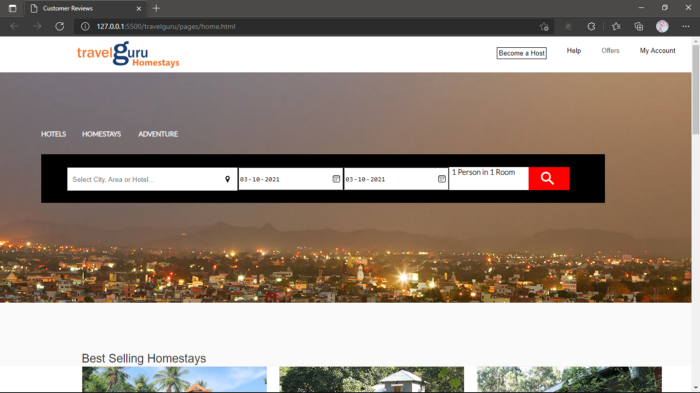 Customer Reviews
127.0.0.1:5500/travelguru/pages/home.html
travelguru
Homestays
Become a Host
Help
Offers
My Account
HOTELS
HOMESTAYS
ADVENTURE
Select City, Area or Hotel...
03-10-2021
03-10-2021
1 Person in 1 Room
Best Selling Homestays